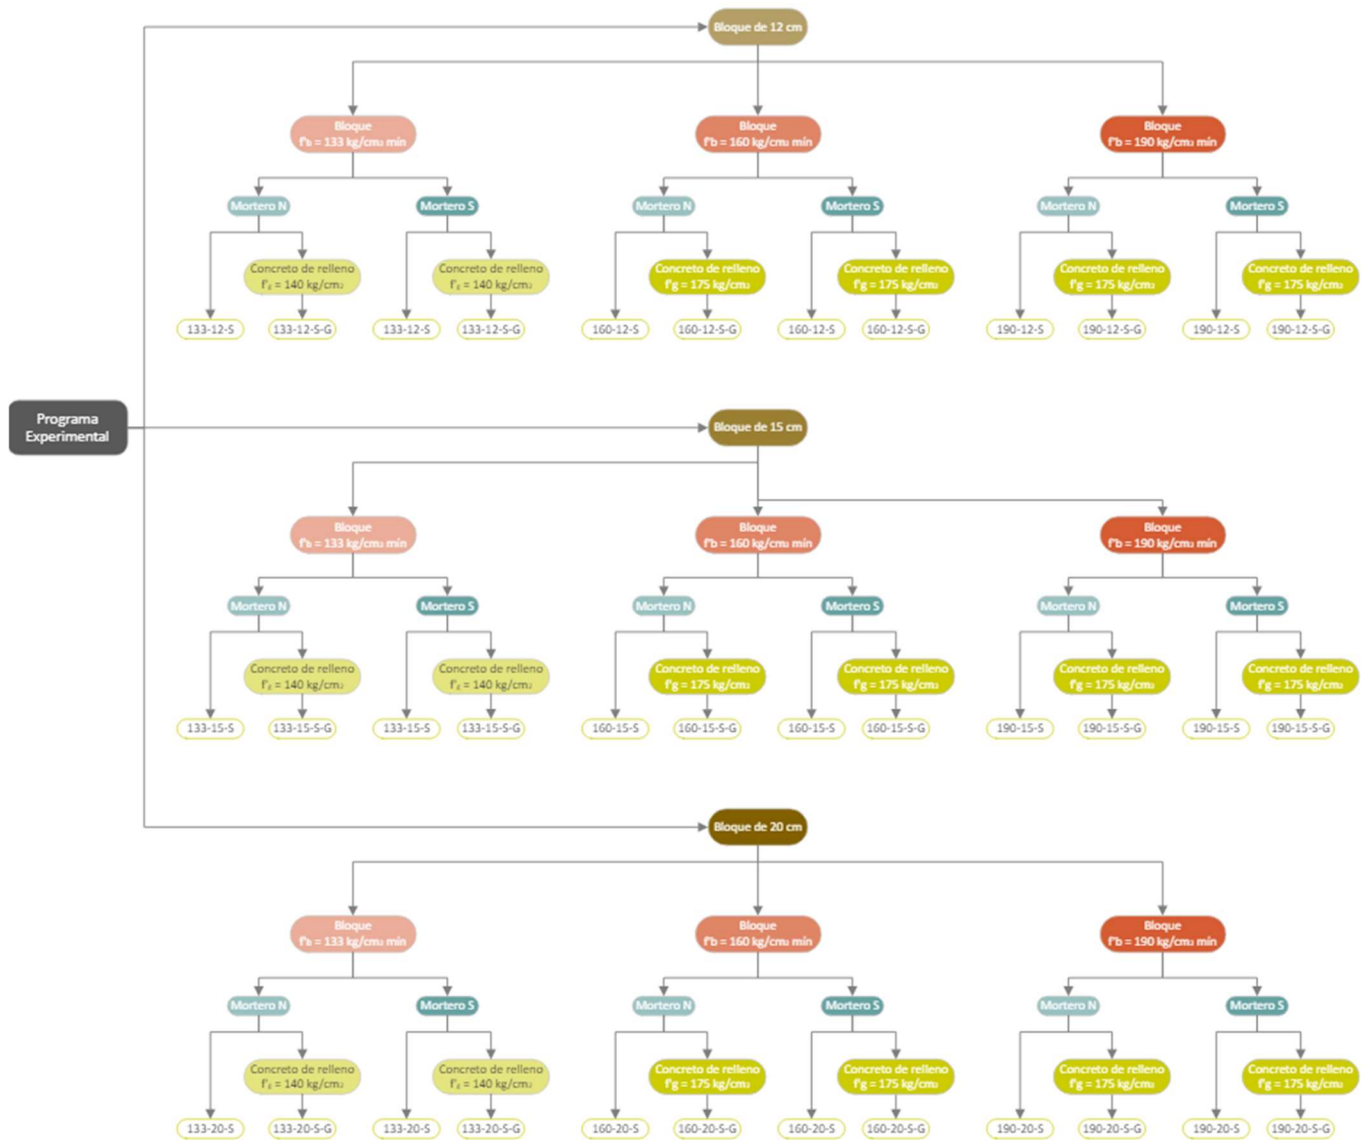 Bloque de 12 cm
Bloque
f'b = 133 kg/cm² mín
Bloque
f'b = 160 kg/cm² mín
Bloque
f'b = 190 kg/cm² mín
Mortero N
Mortero S
Mortero N
Mortero S
Mortero N
Mortero S
Concreto de relleno
f'g = 140 kg/cm²
Concreto de relleno
f'g = 140 kg/cm²
Concreto de relleno
f'g = 175 kg/cm²
Concreto de relleno
f'g = 175 kg/cm²
Concreto de relleno
f'g = 175 kg/cm²
Concreto de relleno
f'g = 175 kg/cm²
133-12-S
133-12-S-G
133-12-S
133-12-S-G
160-12-S
160-12-S-G
160-12-S
160-12-S-G
190-12-S
190-12-S-G
190-12-S
190-12-S-G
Programa
Experimental
Bloque de 15 cm
Bloque
f'b = 133 kg/cm² mín
Bloque
f'b = 160 kg/cm² mín
Bloque
f'b = 190 kg/cm² mín
Mortero N
Mortero S
Mortero N
Mortero S
Mortero N
Mortero S
Concreto de relleno
f'g = 140 kg/cm²
Concreto de relleno
f'g = 140 kg/cm²
Concreto de relleno
f'g = 175 kg/cm²
Concreto de relleno
f'g = 175 kg/cm²
Concreto de relleno
f'g = 175 kg/cm²
Concreto de relleno
f'g = 175 kg/cm²
133-15-S
133-15-S-G
133-15-S
133-15-S-G
160-15-S
160-15-S-G
160-15-S
160-15-S-G
190-15-S
190-15-S-G
190-15-S
190-15-S-G
Bloque de 20 cm
Bloque
f'b = 133 kg/cm² mín
Bloque
f'b = 160 kg/cm² mín
Bloque
f'b = 190 kg/cm² mín
Mortero N
Mortero S
Mortero N
Mortero S
Mortero N
Mortero S
Concreto de relleno
f'g = 140 kg/cm²
Concreto de relleno
f'g = 140 kg/cm²
Concreto de relleno
f'g = 175 kg/cm²
Concreto de relleno
f'g = 175 kg/cm²
Concreto de relleno
f'g = 175 kg/cm²
Concreto de relleno
f'g = 175 kg/cm²
133-20-S
133-20-S-G
133-20-S
133-20-S-G
160-20-S
160-20-S-G
160-20-S
160-20-S-G
190-20-S
190-20-S-G
190-20-S
190-20-S-G